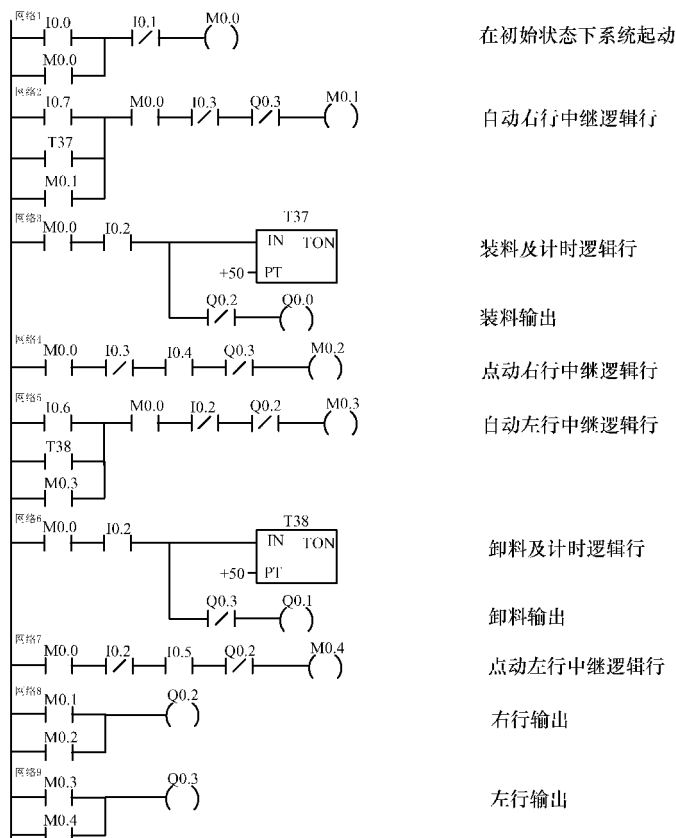 网络1
I0.0 I0.1 M0.0 在初始状态下系统起动
M0.0
网络2
I0.7 M0.0 I0.3 Q0.3 M0.1 自动右行中继逻辑行
T37
M0.1
网络3
M0.0 I0.2 T37
IN TON 装料及计时逻辑行
+50 PT
Q0.2 Q0.0 装料输出
网络4
M0.0 I0.3 I0.4 Q0.3 M0.2 点动右行中继逻辑行
网络5
I0.6 M0.0 I0.2 Q0.2 M0.3 自动左行中继逻辑行
T38
M0.3
网络6
M0.0 I0.2 T38
IN TON 卸料及计时逻辑行
+50 PT
Q0.3 Q0.1 卸料输出
网络7
M0.0 I0.2 I0.5 Q0.2 M0.4 点动左行中继逻辑行
网络8
M0.1 Q0.2 右行输出
M0.2
网络9
M0.3 Q0.3 左行输出
M0.4